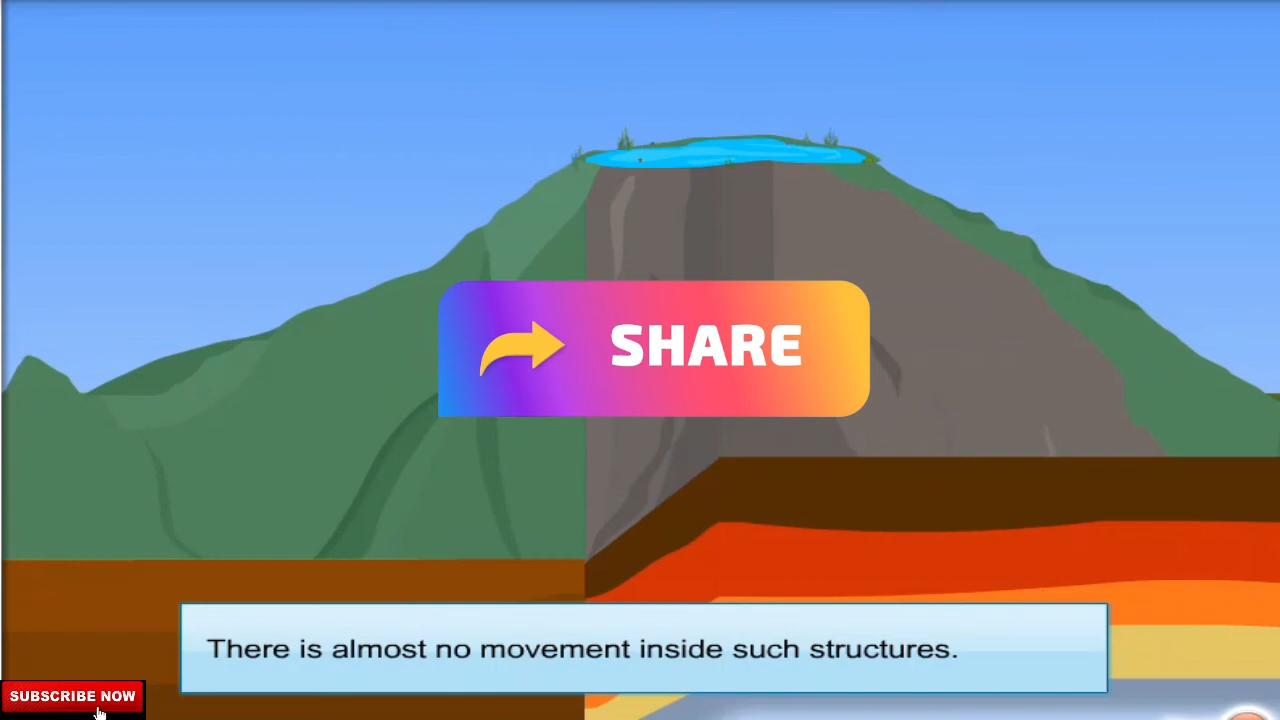 SHARE
There is almost no movement inside such structures.
SUBSCRIBE NOW